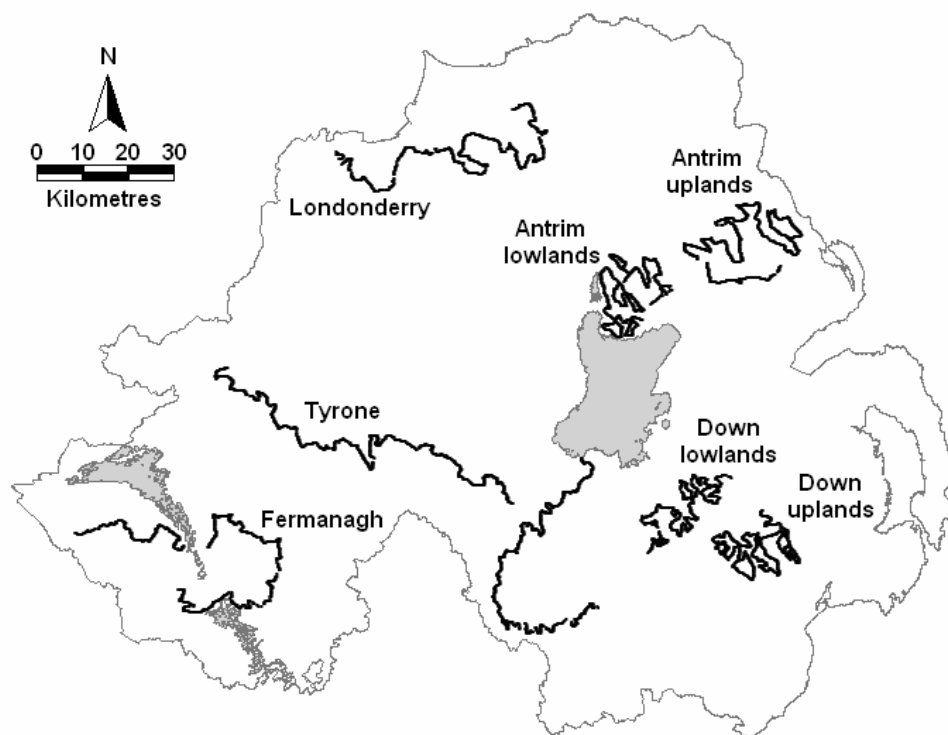 N
0 10 20 30
Kilometres
Londonderry
Antrim
uplands
Antrim
lowlands
Tyrone
Down
lowlands
Down
uplands
Fermanagh